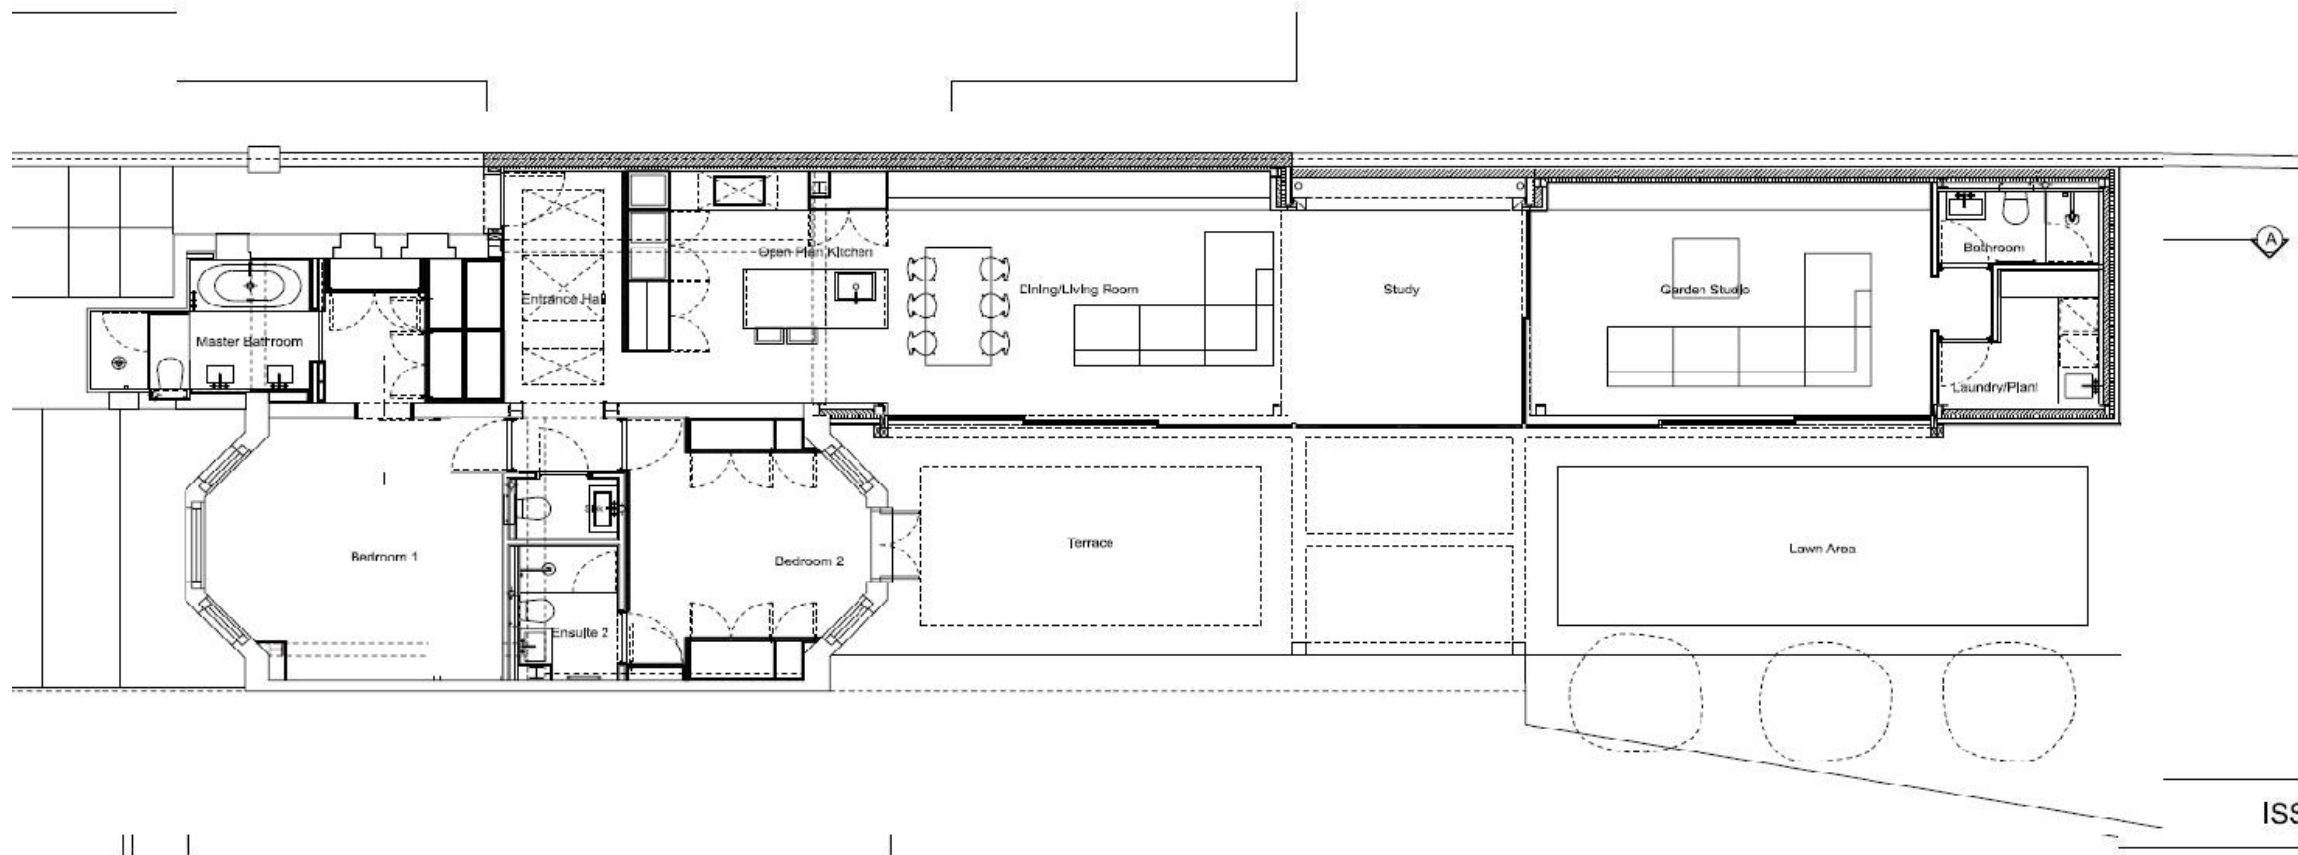 A
Open Plan Kitchen
Bathroom
Entrance Hall
Dining/Living Room
Study
Garden Studio
Master Bathroom
Laundry/Plant
Bedroom 1
Bedroom 2
Terrace
Lawn Area
Ensuite 2
ISS